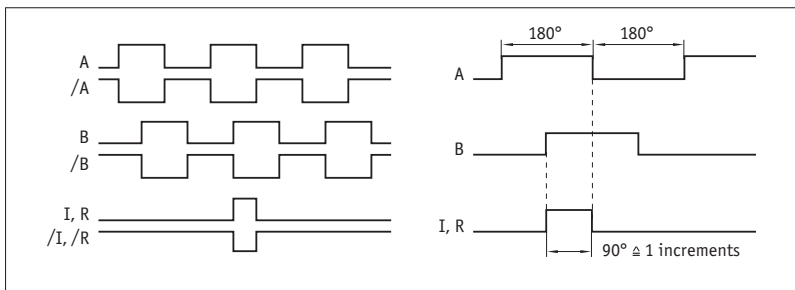 A
/A
B
/B
I, R
/I, /R
180° 180°
A
B
I, R
90° ≙ 1 increments